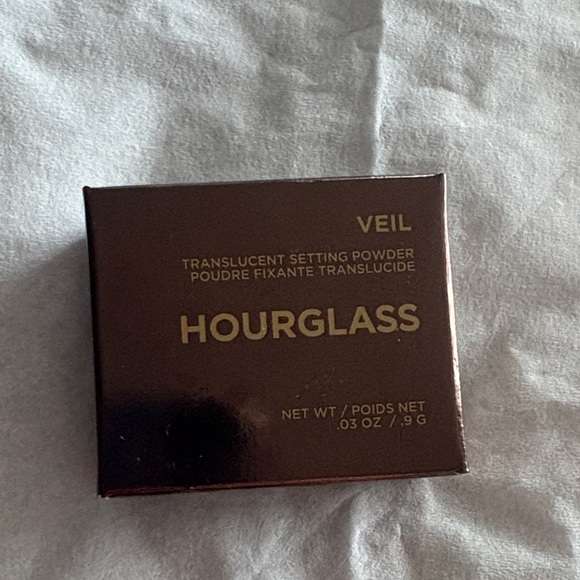 VEIL
TRANSLUCENT SETTING POWDER
POUDRE FIXANTE TRANSLUCIDE
HOURGLASS
NET WT / POIDS NET
.03 OZ / .9 G